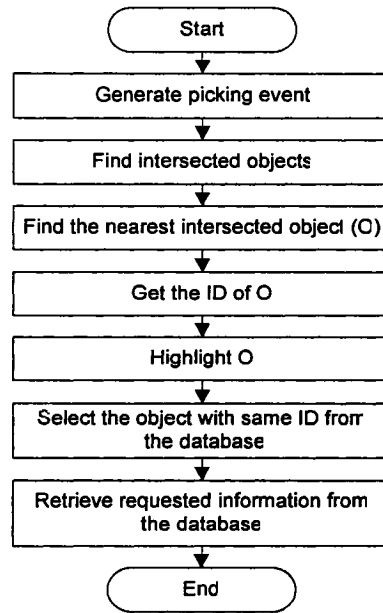 Start
Generate picking event
Find intersected objects
Find the nearest intersected object (O)
Get the ID of O
Highlight O
Select the object with same ID from
the database
Retrieve requested information from
the database
End